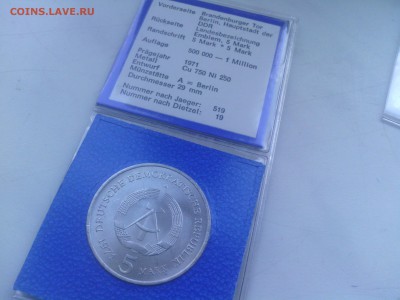 COINS.LAVE.RU
Vorderseite Brandenburger Tor
Berlin, Hauptstadt der
DDR
Rückseite Landesbezeichnung
Emblem, 5 Mark
Randschrift 5 Mark * 5 Mark
Auflage 500 000 — 1 Million
Prägejahr 1971
Metall Cu 750 Ni 250
Entwurf
Münzstätte A = Berlin
Durchmesser 29 mm
Nummer nach Jaeger: 519
Nummer nach Dietzel: 19
DEUTSCHE DEMOKRATISCHE REPUBLIK
5
MARK